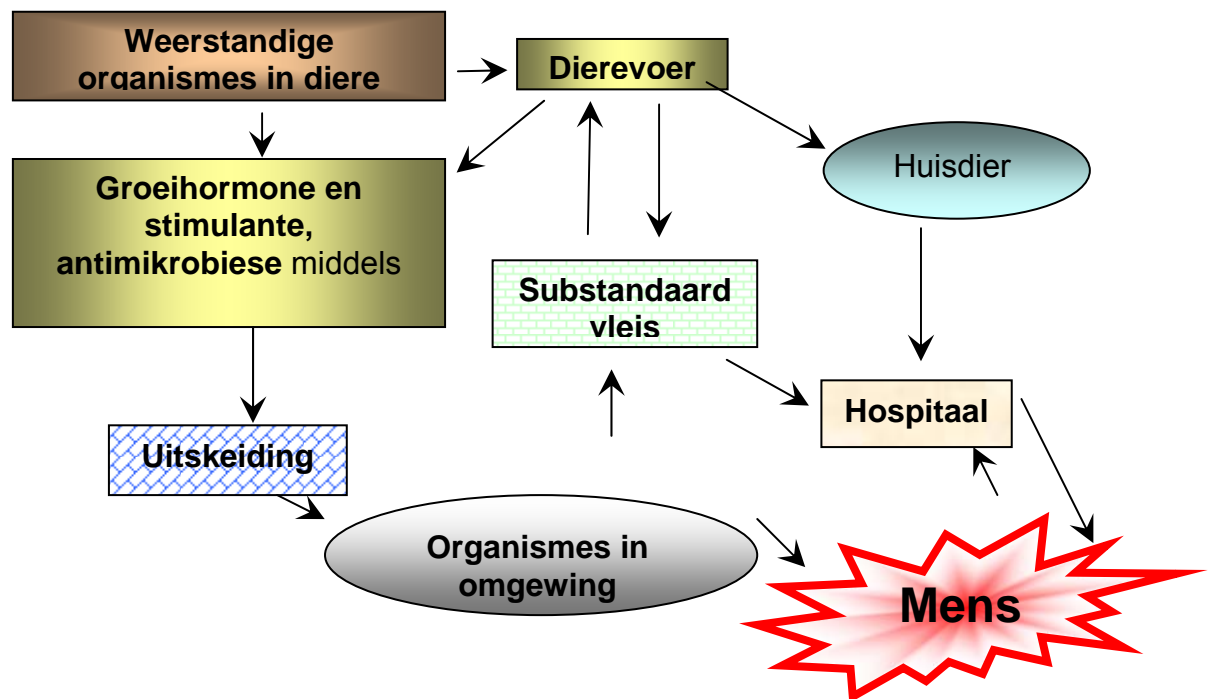 Weerstandige
organismes in diere
Dierevoer
Huisdier
Groeihormone en
stimulante,
antimikrobiese middels
Substandaard
vleis
Hospitaal
Uitskeiding
Organismes in
omgewing
Mens